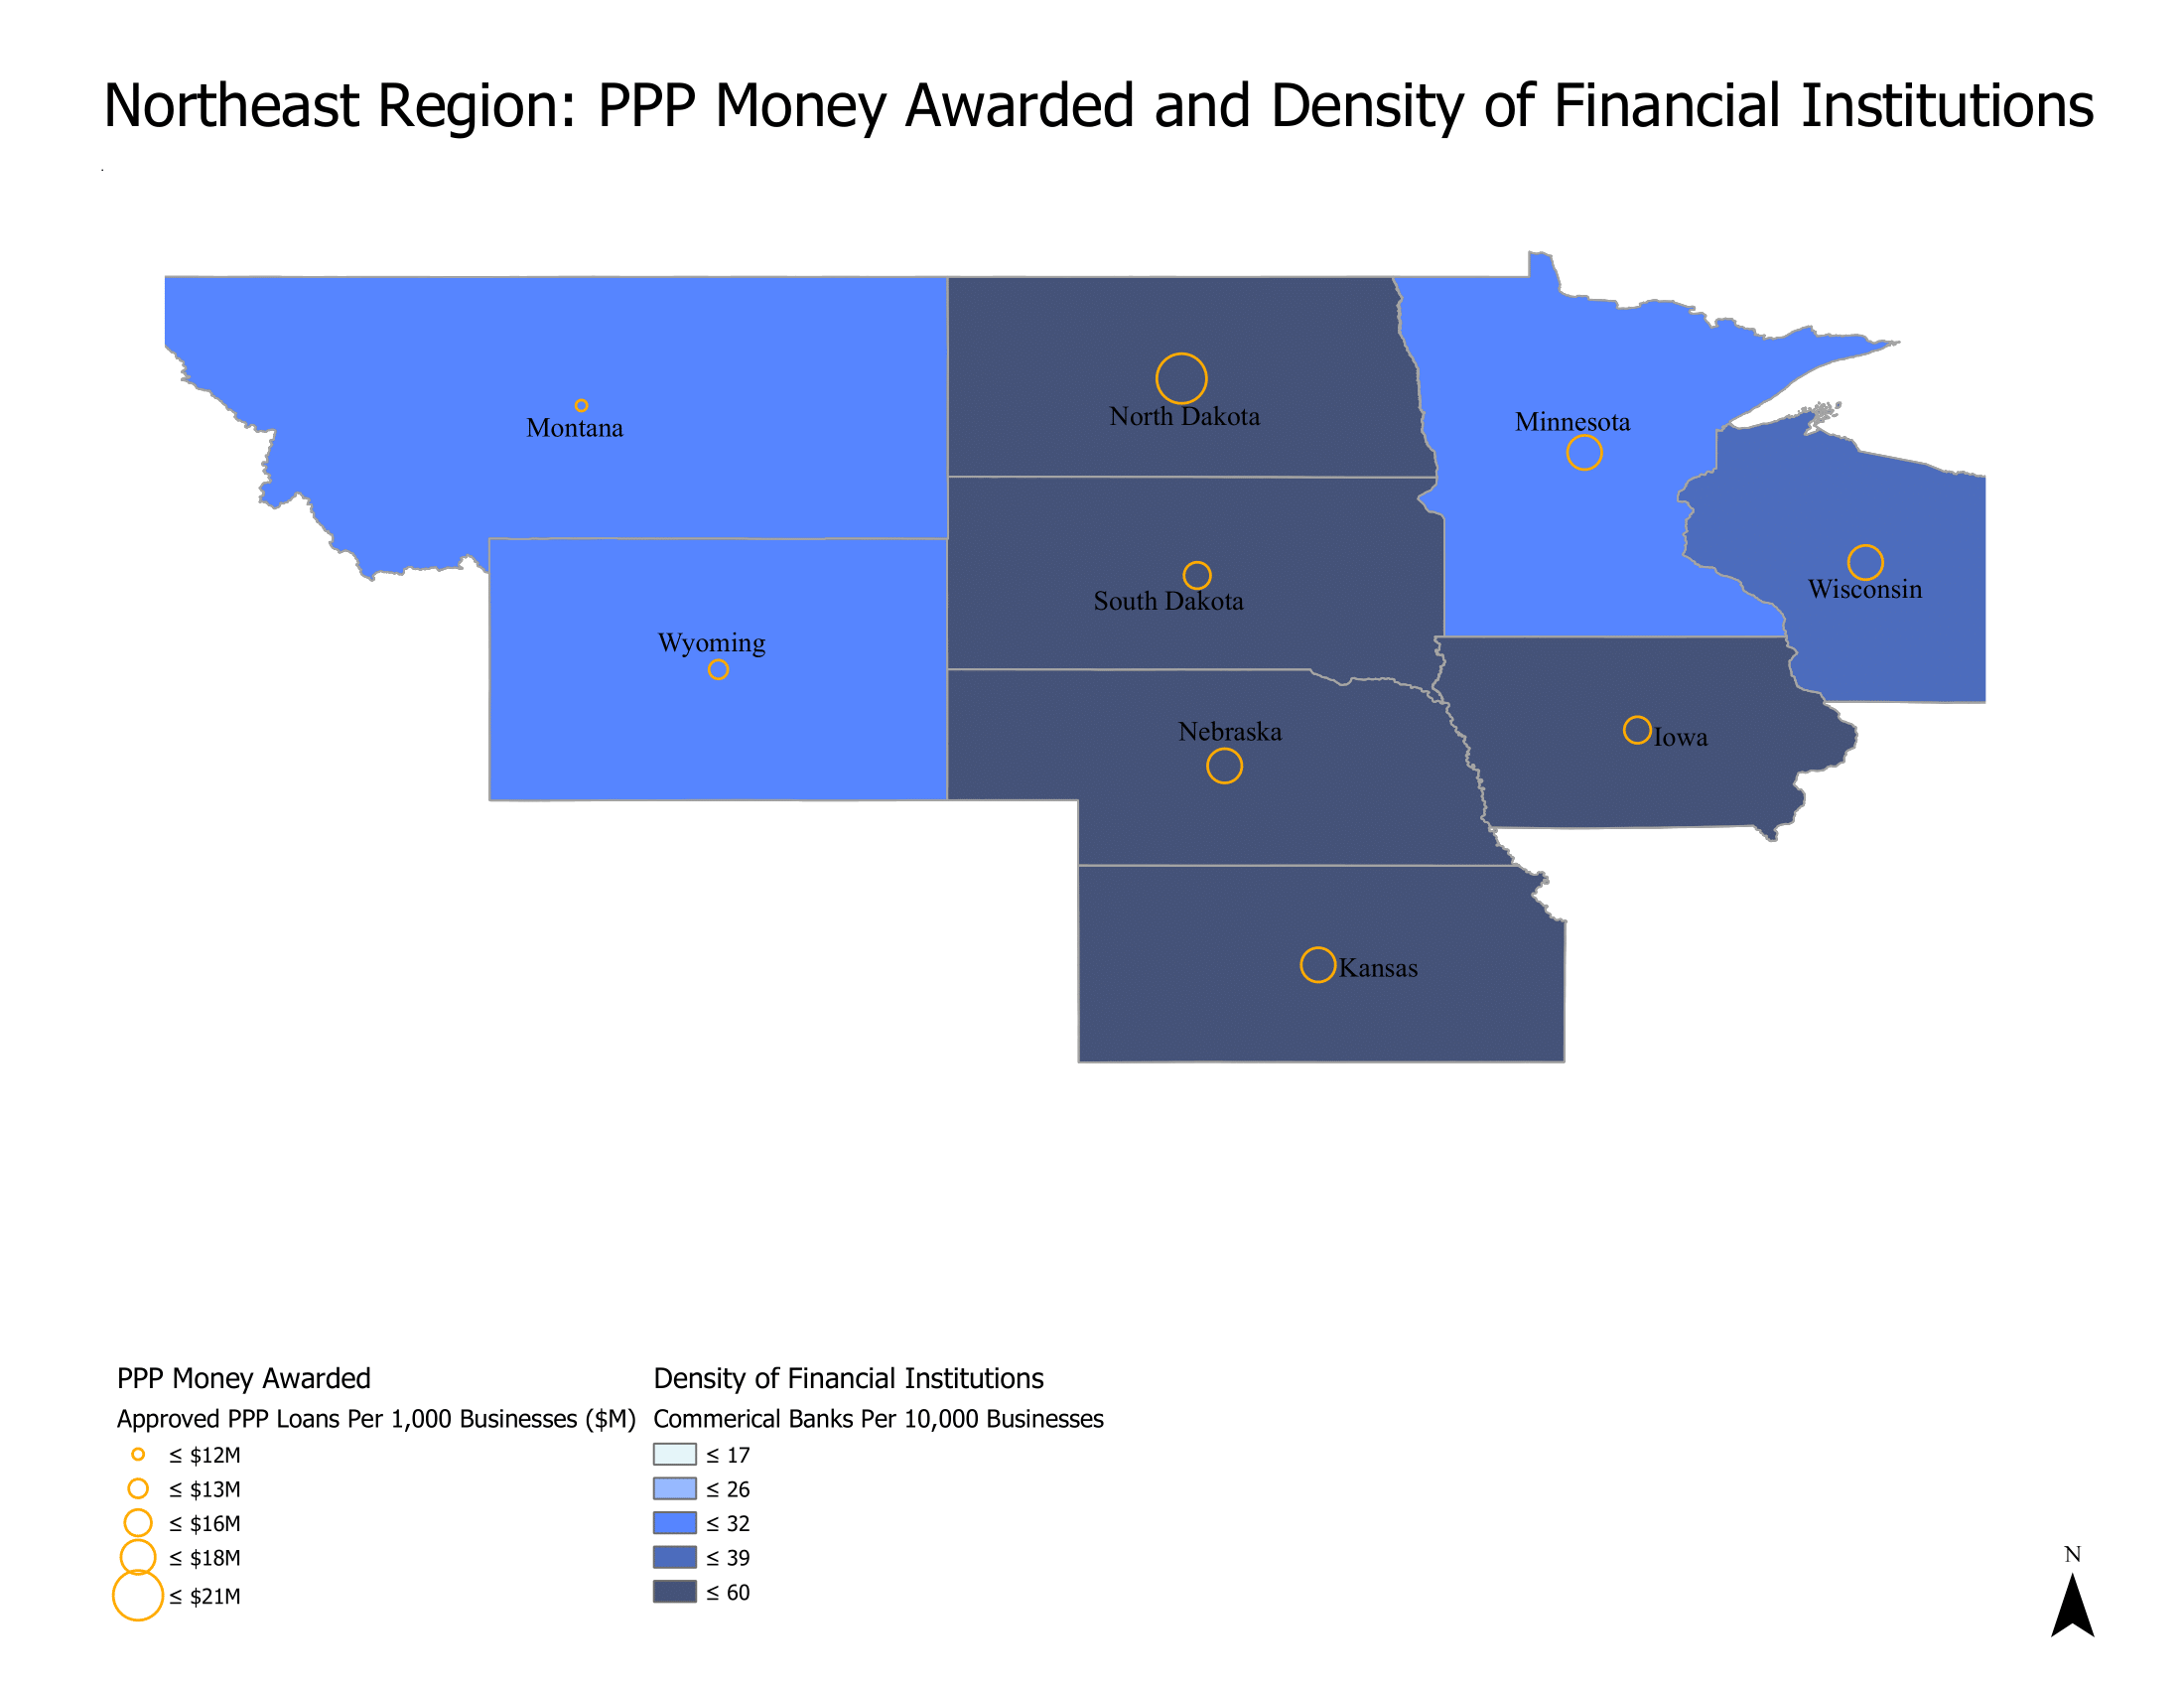 Northeast Region: PPP Money Awarded and Density of Financial Institutions
Montana
North Dakota
Minnesota
Wisconsin
South Dakota
Wyoming
Nebraska
Iowa
Kansas
PPP Money Awarded
Approved PPP Loans Per 1,000 Businesses ($M)
≤ $12M
≤ $13M
≤ $16M
≤ $18M
≤ $21M
Density of Financial Institutions
Commerical Banks Per 10,000 Businesses
≤ 17
≤ 26
≤ 32
≤ 39
≤ 60
N